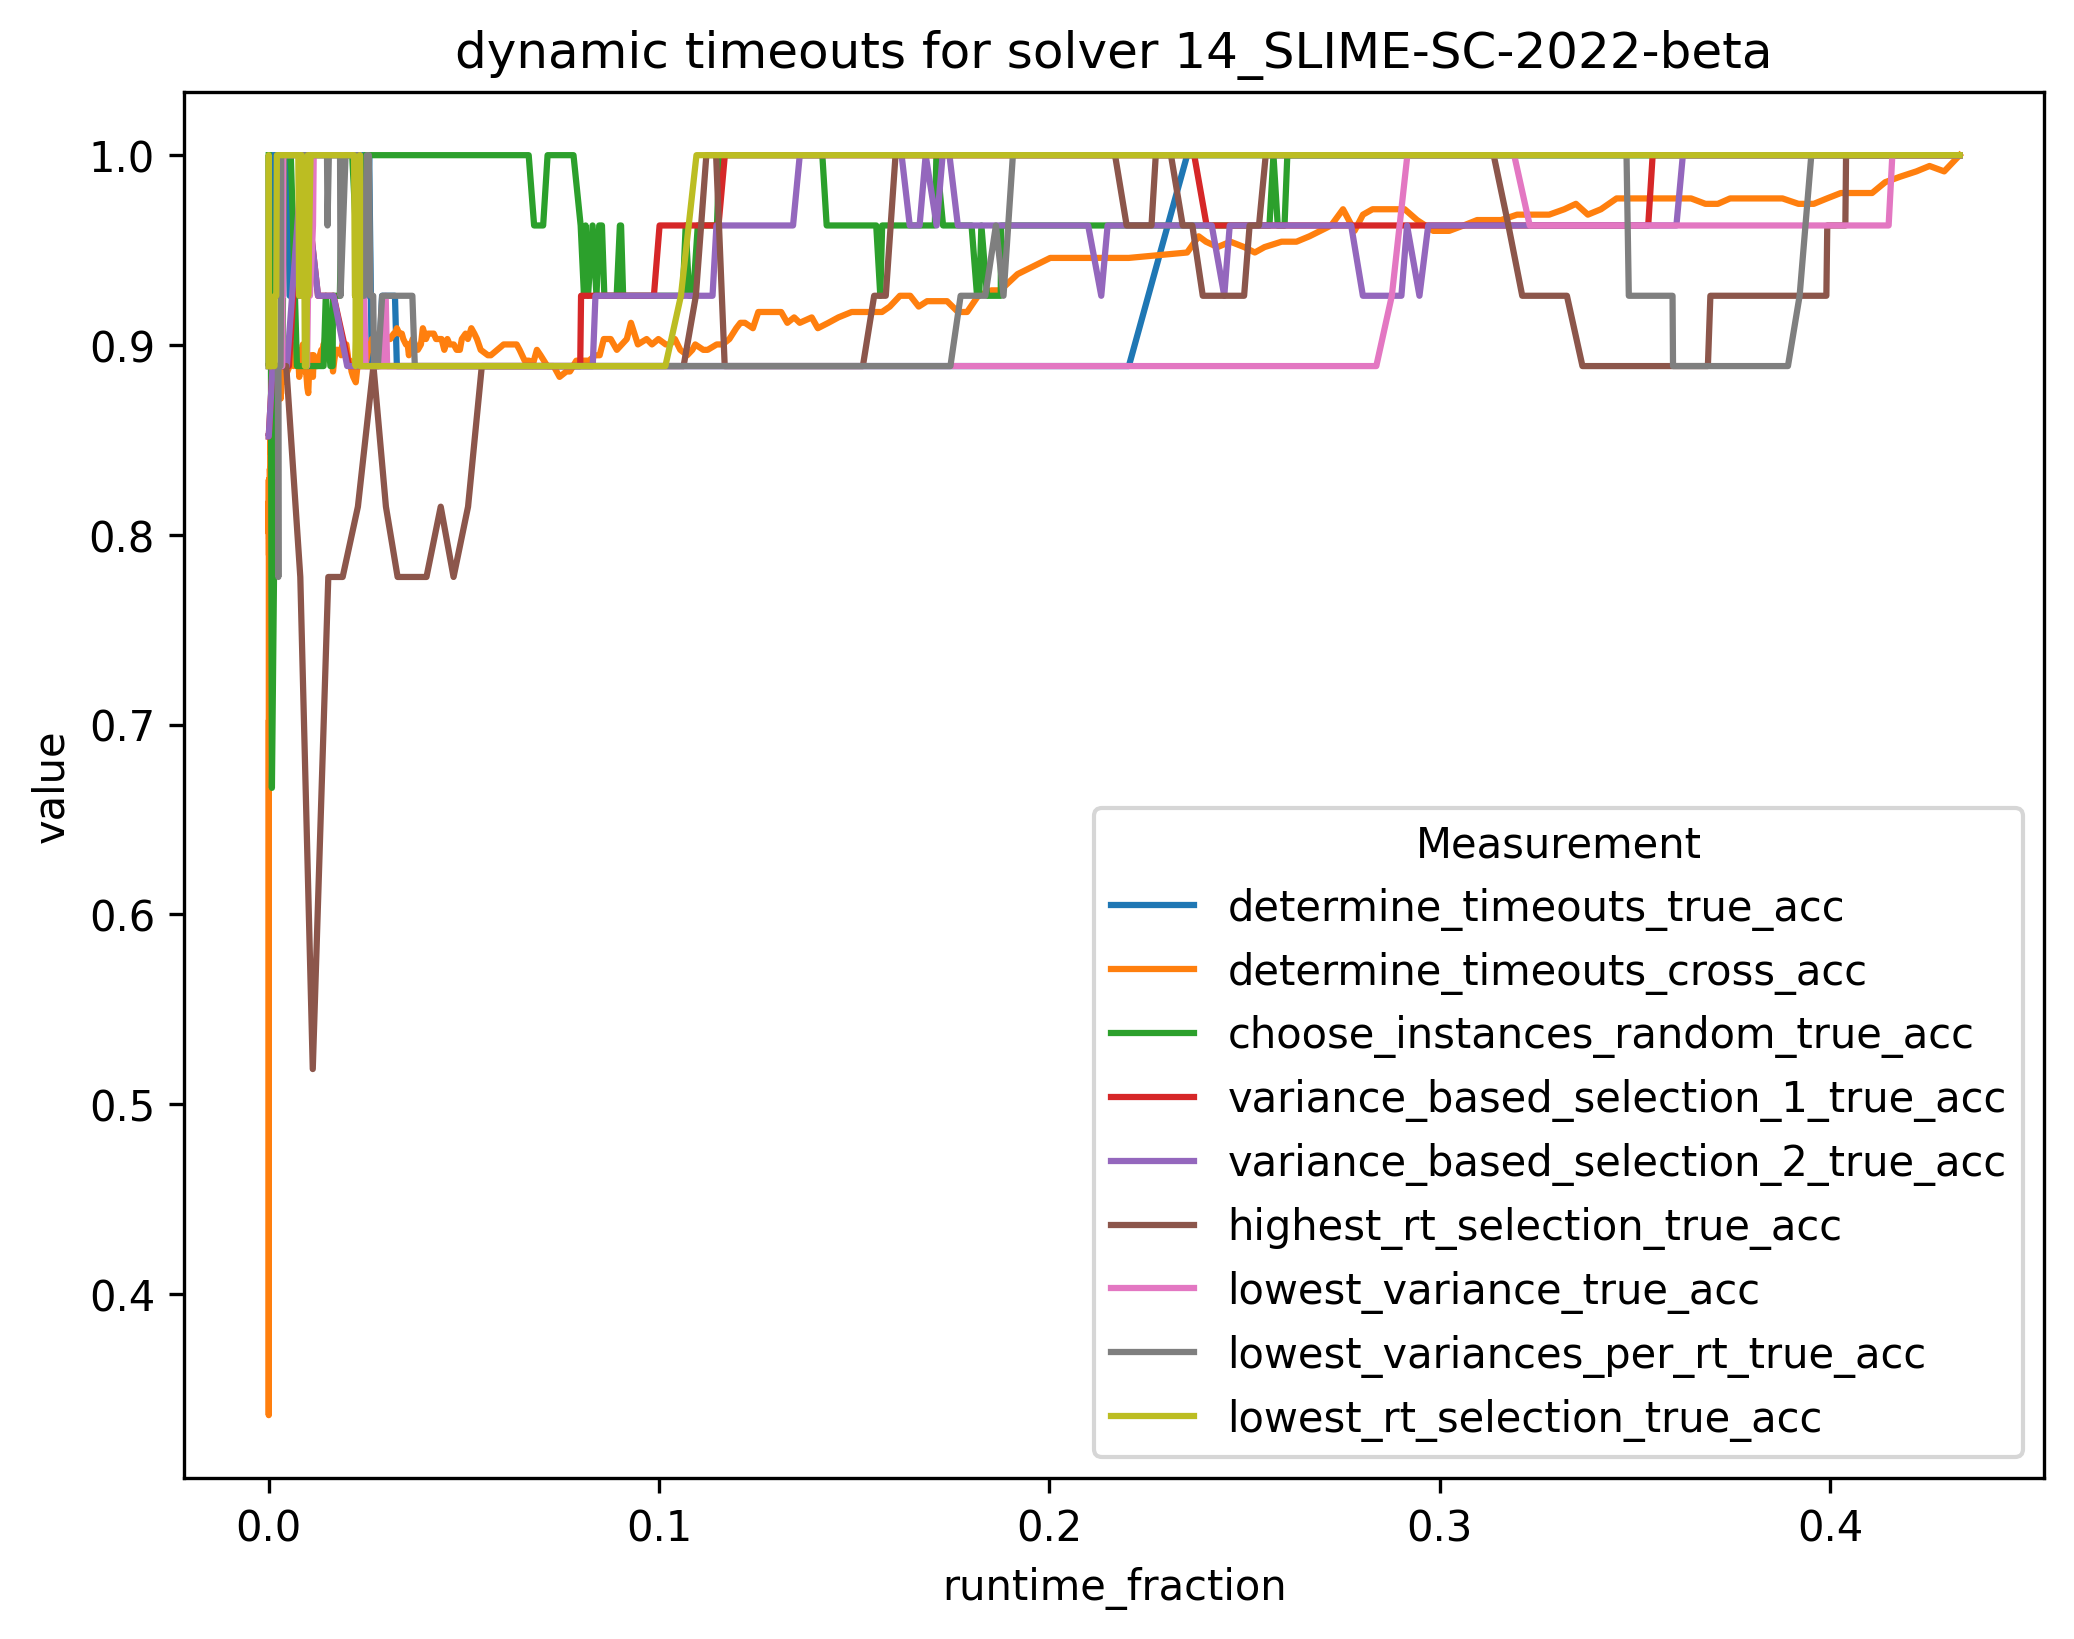 dynamic timeouts for solver 14_SLIME-SC-2022-beta
1.0
0.9
0.8
0.7
0.6
0.5
0.4
value
Measurement
determine_timeouts_true_acc
determine_timeouts_cross_acc
choose_instances_random_true_acc
variance_based_selection_1_true_acc
variance_based_selection_2_true_acc
highest_rt_selection_true_acc
lowest_variance_true_acc
lowest_variances_per_rt_true_acc
lowest_rt_selection_true_acc
0.0 0.1 0.2 0.3 0.4
runtime_fraction